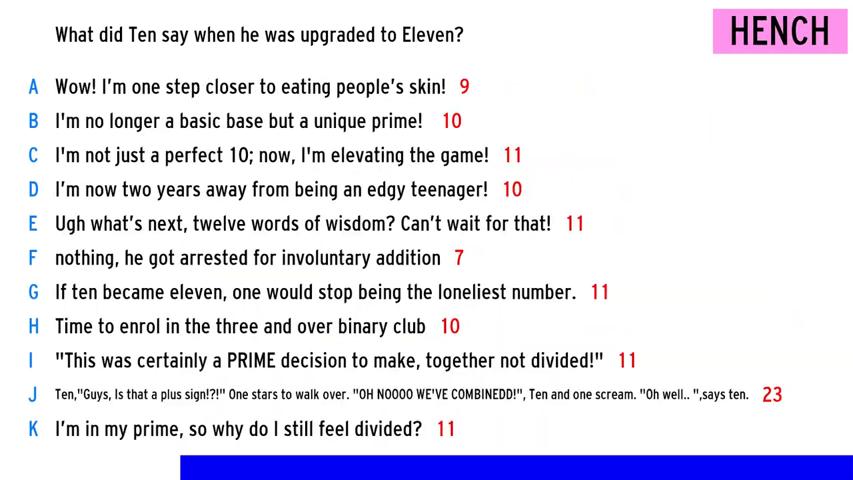 What did Ten say when he was upgraded to Eleven?
HENCH
A Wow! I'm one step closer to eating people's skin! 9
B I'm no longer a basic base but a unique prime! 10
C I'm not just a perfect 10; now, I'm elevating the game! 11
D I'm now two years away from being an edgy teenager! 10
E Ugh what's next, twelve words of wisdom? Can't wait for that! 11
F nothing, he got arrested for involuntary addition 7
G If ten became eleven, one would stop being the loneliest number. 11
H Time to enrol in the three and over binary club 10
I "This was certainly a PRIME decision to make, together not divided!" 11
J Ten,"Guys, Is that a plus sign!?!" One stars to walk over. "OH NOOOO WE'VE COMBINEDD!", Ten and one scream. "Oh well.. ",says ten. 23
K I'm in my prime, so why do I still feel divided? 11